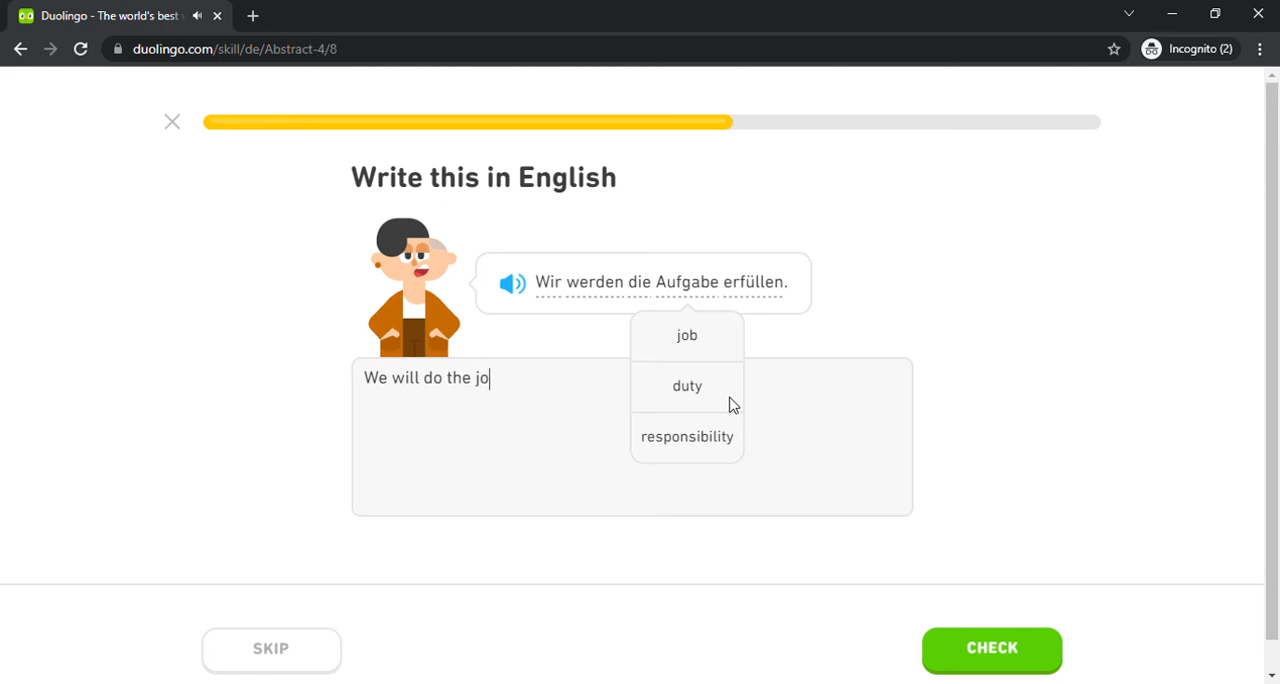 Duolingo - The world's best
duolingo.com/skill/de/Abstract-4/8
Incognito (2)
Write this in English
Wir werden die Aufgabe erfüllen.
job
duty
responsibility
We will do the jo
SKIP
CHECK